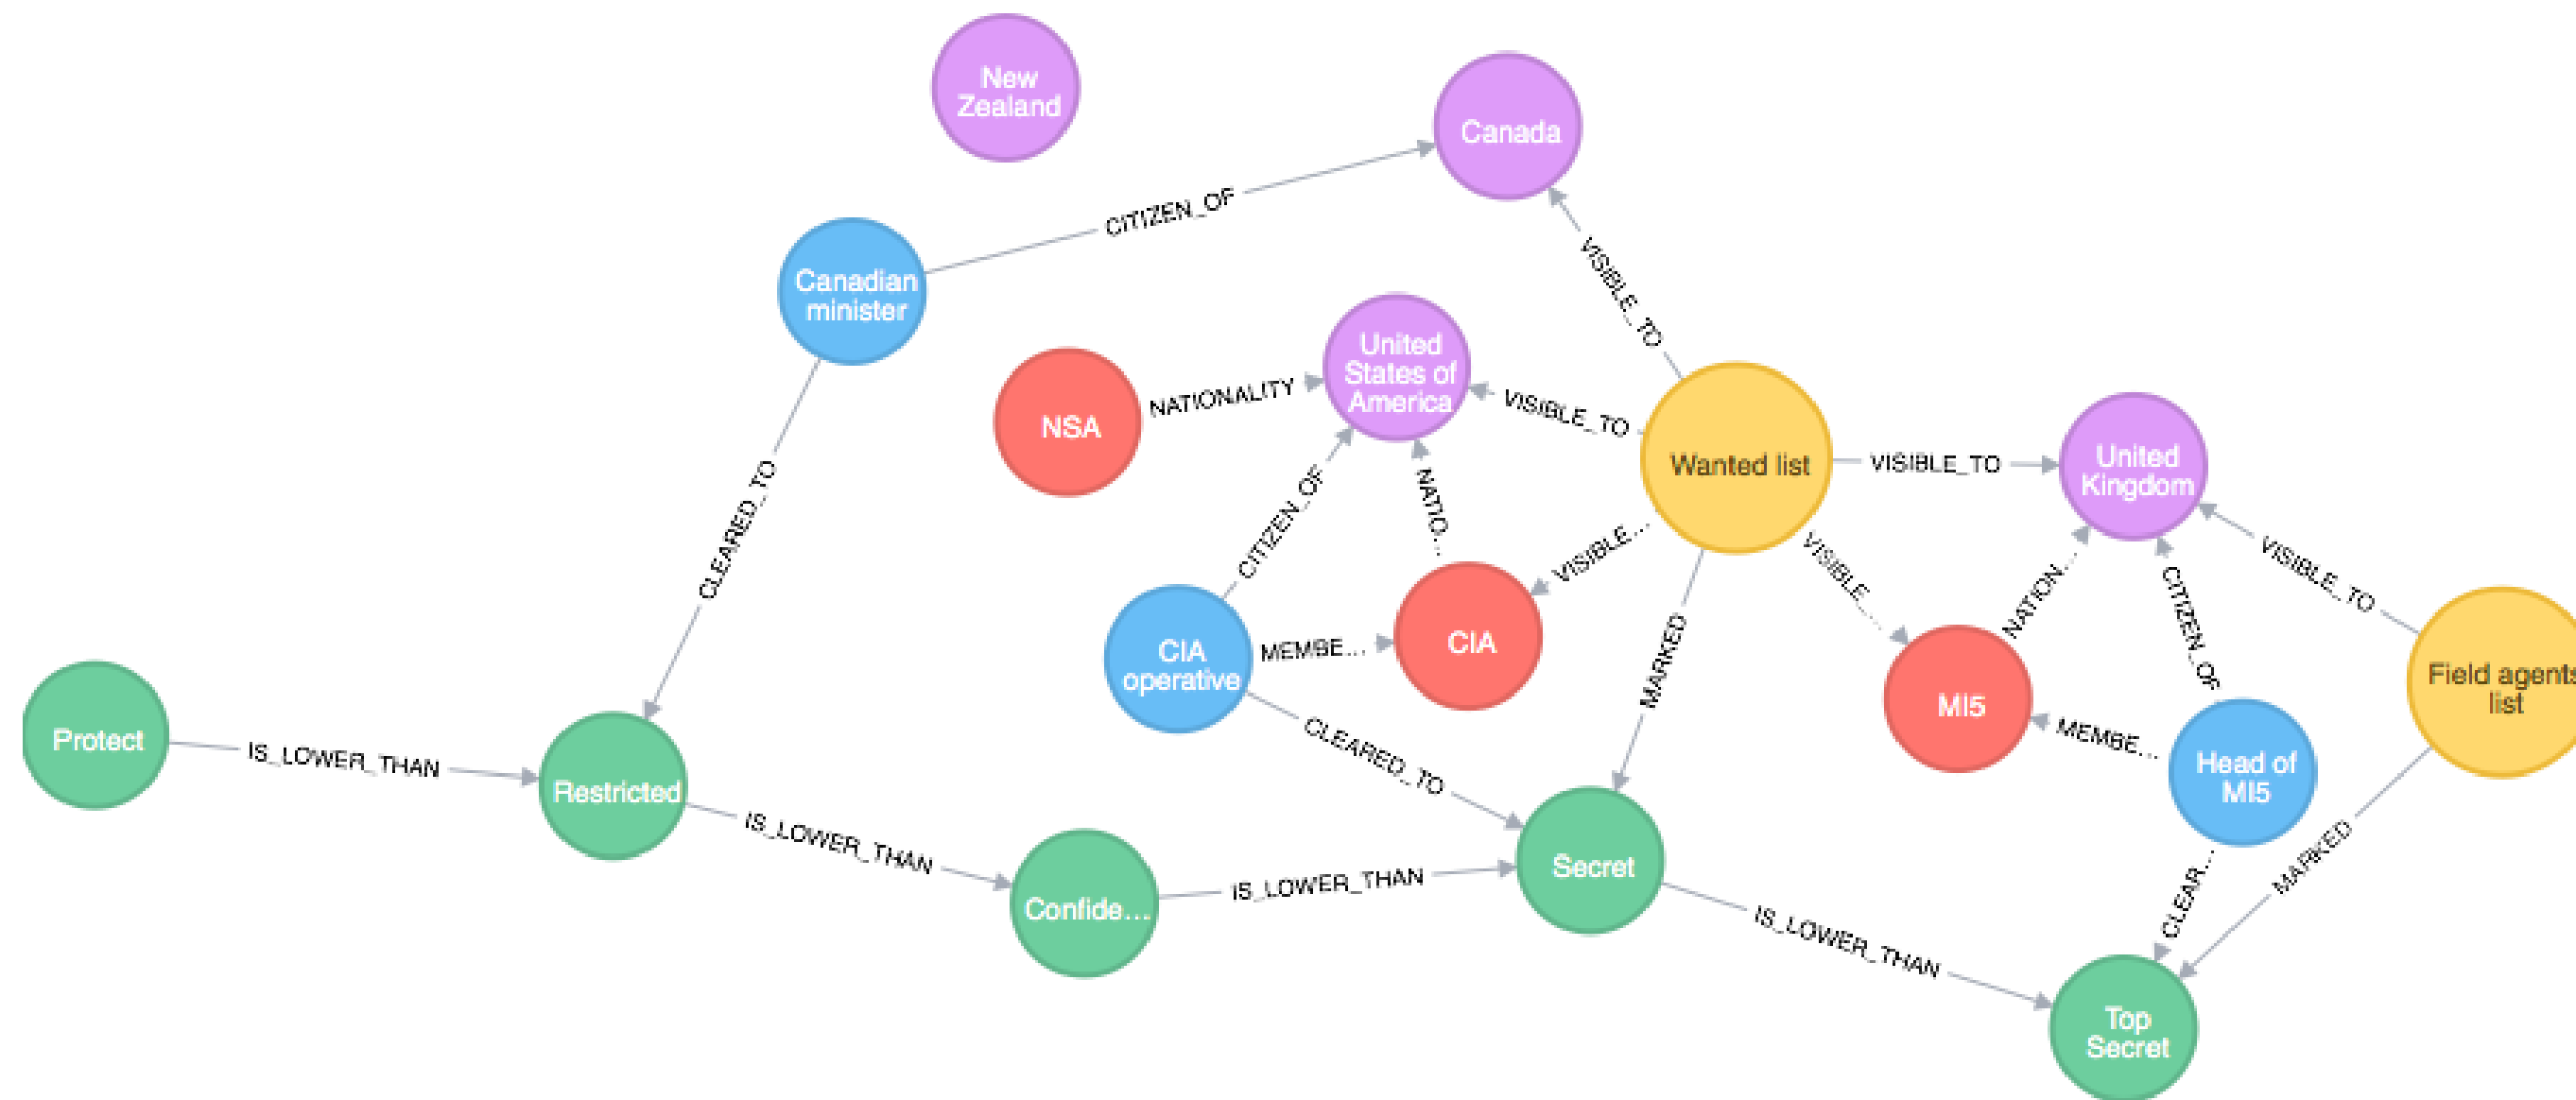 New
Zealand
Canada
CITIZEN_OF
Canadian
minister
VISIBLE_TO
United
States of
America
NSA
NATIONALITY
VISIBLE_TO
Wanted list
VISIBLE_TO
United
Kingdom
CLEARED_TO
CITIZEN_OF
NATIO...
VISIBLE...
VISIBLE...
NATION...
CITIZEN_OF
VISIBLE_TO
CIA
operative
MEMBE...
CIA
MARKED
MI5
MEMBE...
Head of
MI5
Field agents
list
Protect
IS_LOWER_THAN
Restricted
CLEARED_TO
IS_LOWER_THAN
Confide...
IS_LOWER_THAN
Secret
IS_LOWER_THAN
CLEAR...
MARKED
Top
Secret